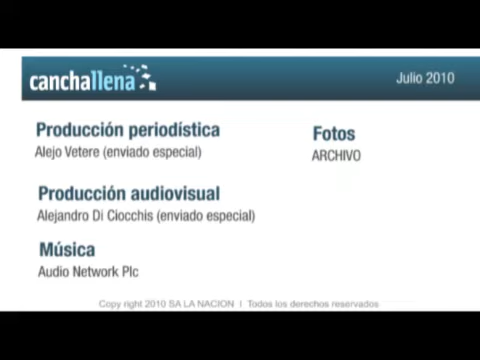 canchallena
Julio 2010
Producción periodística
Alejo Vetere (enviado especial)
Fotos
ARCHIVO
Producción audiovisual
Alejandro Di Ciocchis (enviado especial)
Música
Audio Network Plc
Copy right 2010 SA LA NACION | Todos los derechos reservados